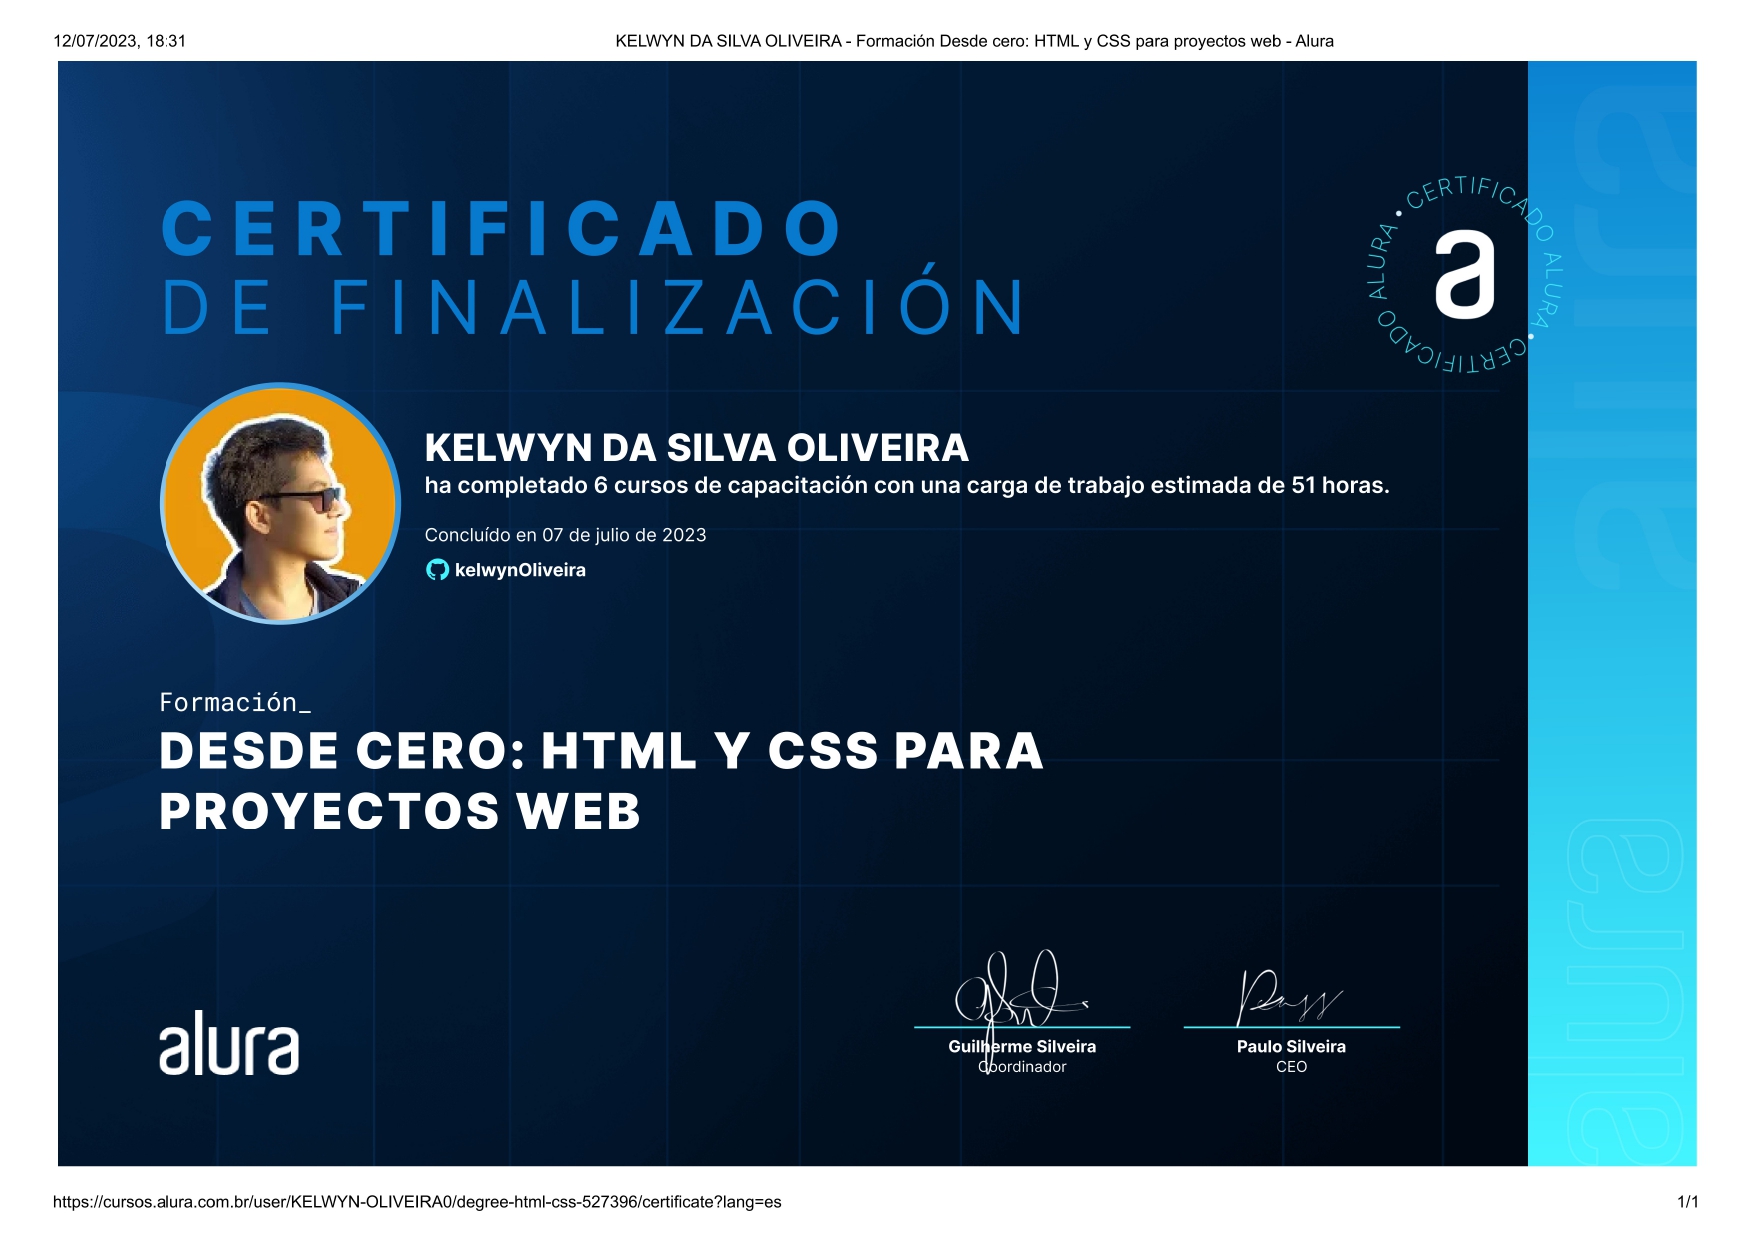 12/07/2023, 18:31
KELWYN DA SILVA OLIVEIRA - Formación Desde cero: HTML y CSS para proyectos web - Alura
CERTIFICADO
DE FINALIZACIÓN
CERTIFICADO ALURA • CERTIFICADO ALURA •
a
KELWYN DA SILVA OLIVEIRA
ha completado 6 cursos de capacitación con una carga de trabajo estimada de 51 horas.
Concluído en 07 de julio de 2023
kelwynOliveira
Formación_
DESDE CERO: HTML Y CSS PARA
PROYECTOS WEB
alura
Guilherme Silveira
Coordinador
Paulo Silveira
CEO
alura
alura
https://cursos.alura.com.br/user/KELWYN-OLIVEIRA0/degree-html-css-527396/certificate?lang=es
1/1